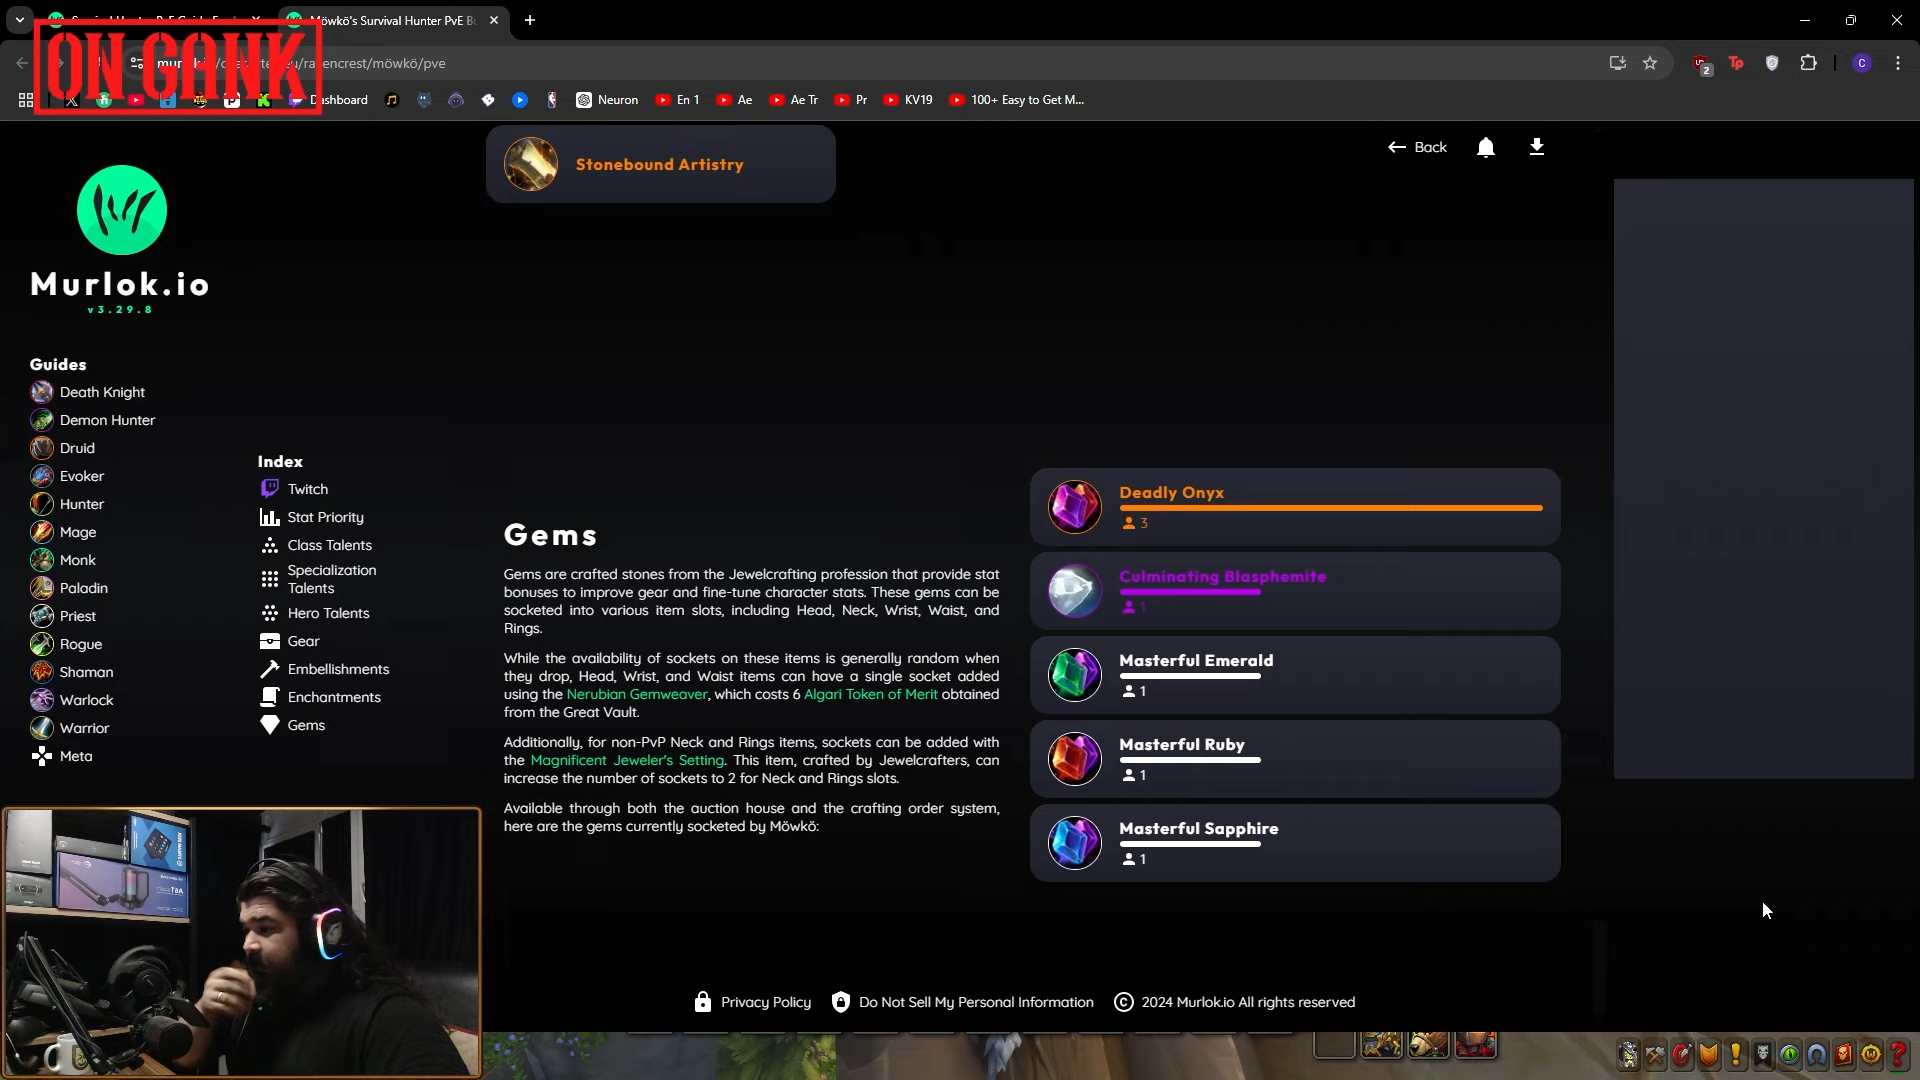 Möwkö's Survival Hunter PvE Bu
ON GANK
/ravencrest/möwkö/pve
2
C
Dashboard
Neuron
En 1
Ae
Ae Tr
Pr
KV19
100+ Easy to Get M...
Stonebound Artistry
Back
Murlok.io
v3.29.8
Guides
Death Knight
Demon Hunter
Druid
Evoker
Hunter
Mage
Monk
Paladin
Priest
Rogue
Shaman
Warlock
Warrior
Meta
Index
Twitch
Stat Priority
Class Talents
Specialization
Talents
Hero Talents
Gear
Embellishments
Enchantments
Gems
Gems
Gems are crafted stones from the Jewelcrafting profession that provide stat
bonuses to improve gear and fine-tune character stats. These gems can be
socketed into various item slots, including Head, Neck, Wrist, Waist, and
Rings.
While the availability of sockets on these items is generally random when
they drop, Head, Wrist, and Waist items can have a single socket added
using the Nerubian Gemweaver, which costs 6 Algari Token of Merit obtained
from the Great Vault.
Additionally, for non-PvP Neck and Rings items, sockets can be added with
the Magnificent Jeweler's Setting. This item, crafted by Jewelcrafters, can
increase the number of sockets to 2 for Neck and Rings slots.
Available through both the auction house and the crafting order system,
here are the gems currently socketed by Möwkö:
Deadly Onyx
3
Culminating Blasphemite
1
Masterful Emerald
1
Masterful Ruby
1
Masterful Sapphire
1
Privacy Policy
Do Not Sell My Personal Information
2024 Murlok.io All rights reserved